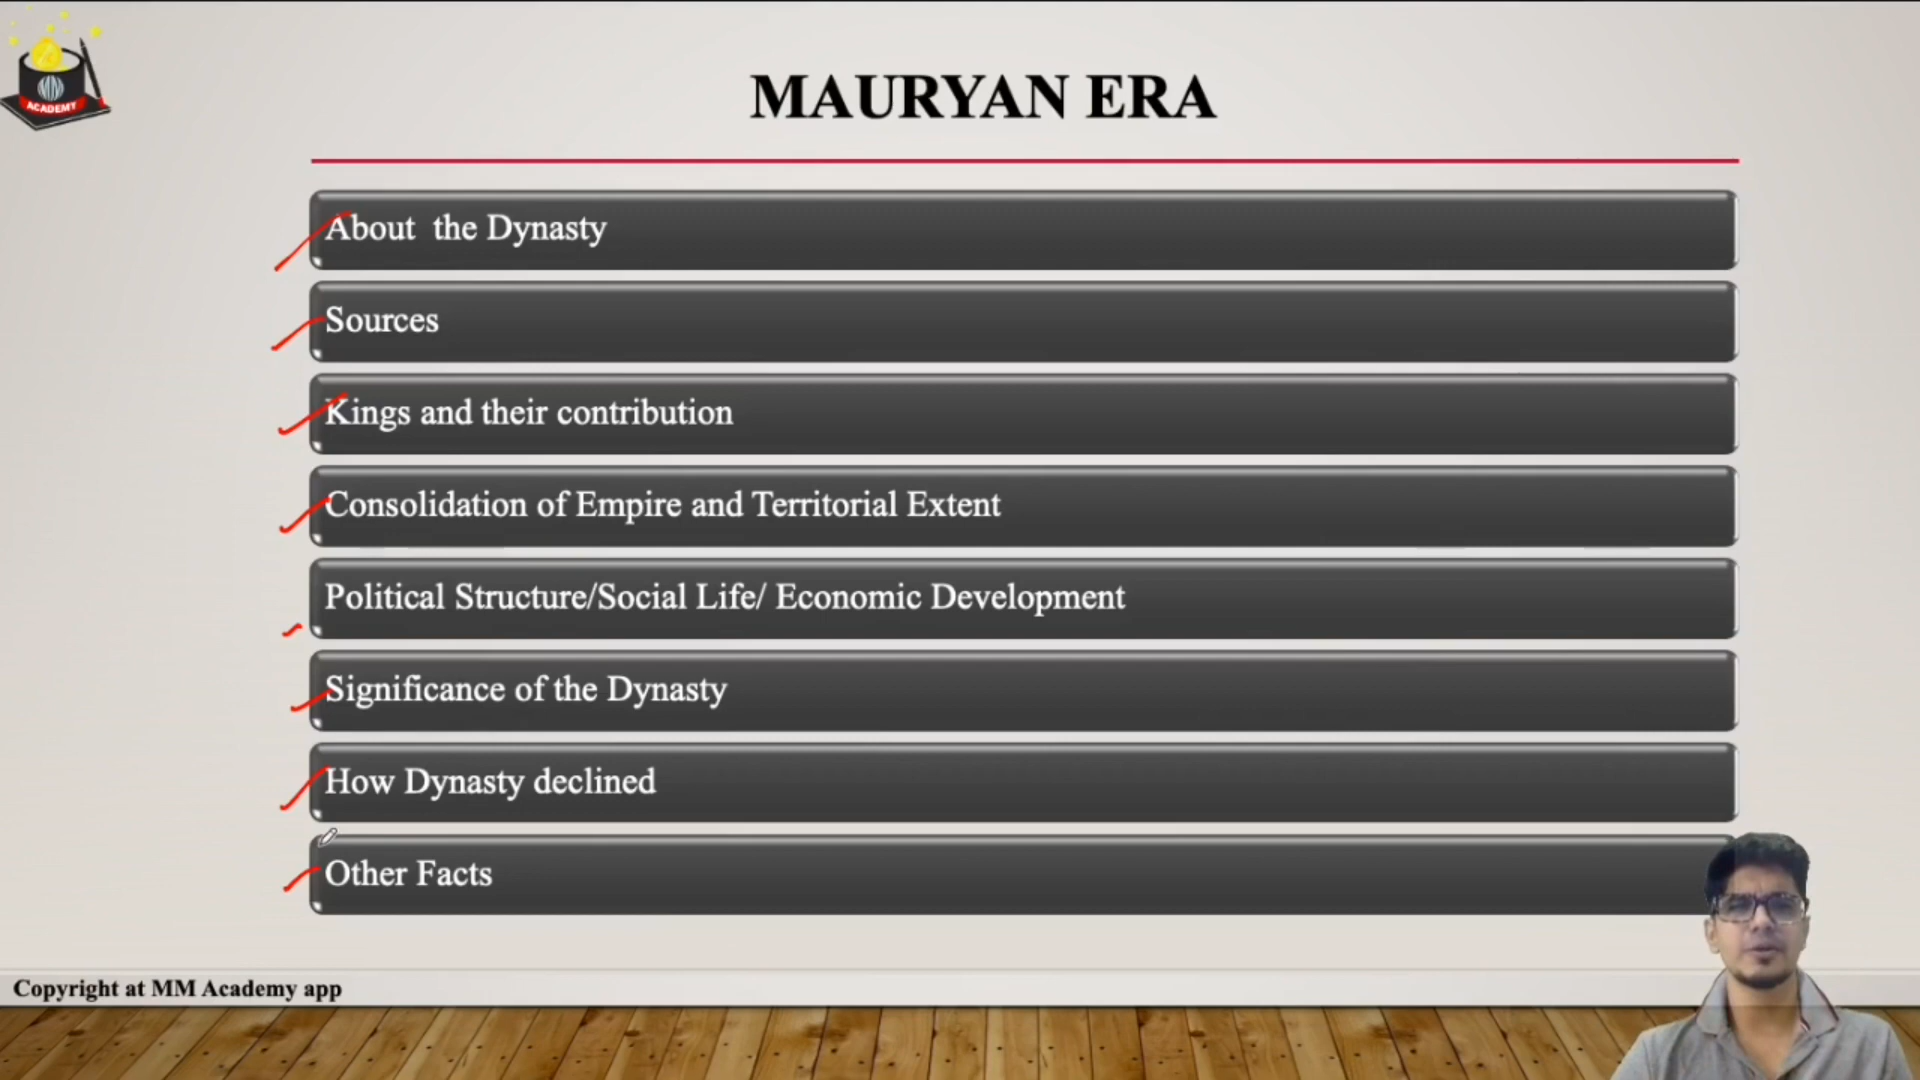 ACADEMY
MAURYAN ERA
About the Dynasty
Sources
Kings and their contribution
Consolidation of Empire and Territorial Extent
Political Structure/Social Life/ Economic Development
Significance of the Dynasty
How Dynasty declined
Other Facts
Copyright at MM Academy app